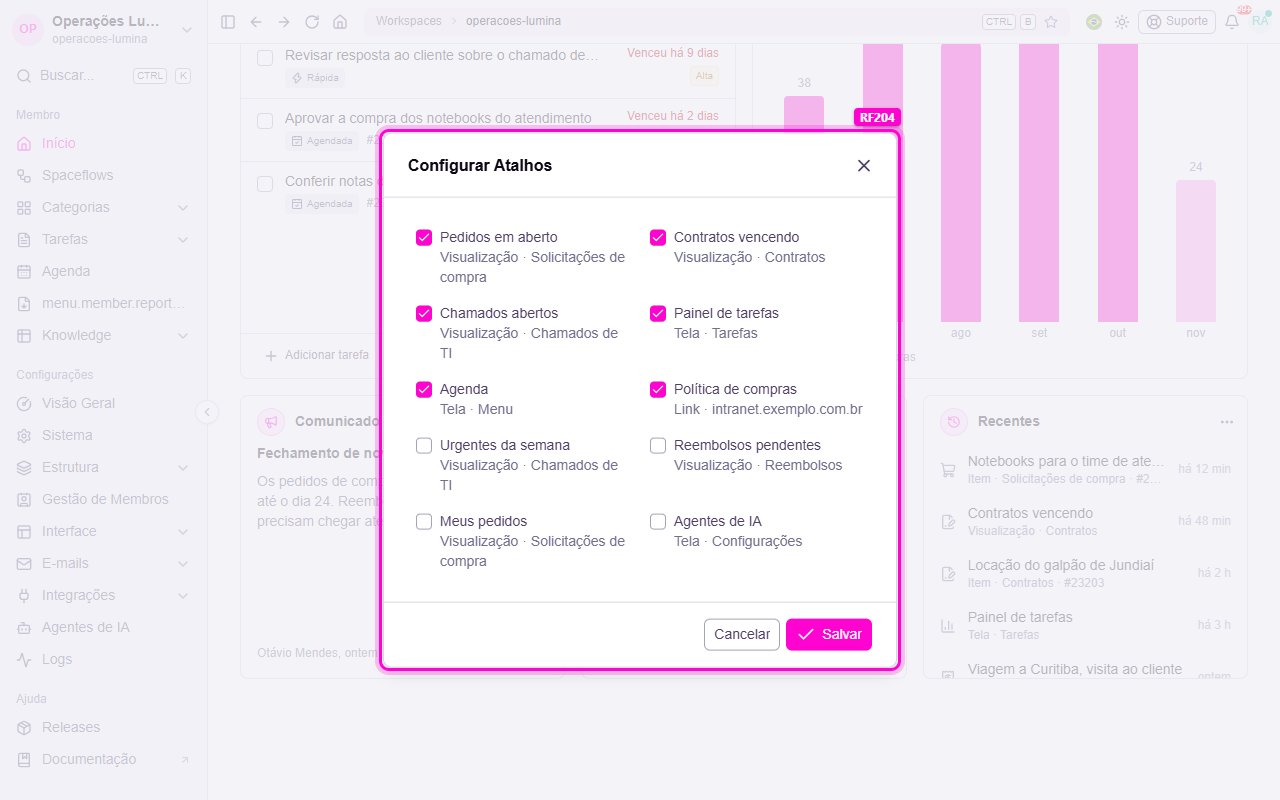 OP
Operações Lu...
operacoes-lumina
Buscar...
CTRL
K
Membro
Início
Spaceflows
Categorias
Tarefas
Agenda
menu.member.report...
Knowledge
Configurações
Visão Geral
Sistema
Estrutura
Gestão de Membros
Interface
E-mails
Integrações
Agentes de IA
Logs
Ajuda
Releases
Documentação
Workspaces
operacoes-lumina
CTRL
B
Suporte
RA
Revisar resposta ao cliente sobre o chamado de...
Venceu há 9 dias
Rápida
Alta
Aprovar a compra dos notebooks do atendimento
Venceu há 2 dias
Agendada
Conferir notas
Agendada
Adicionar tarefa
38
24
ago
set
out
nov
RF204
Configurar Atalhos
Pedidos em aberto
Visualização · Solicitações de
compra
Contratos vencendo
Visualização · Contratos
Chamados abertos
Visualização · Chamados de
TI
Painel de tarefas
Tela · Tarefas
Agenda
Tela · Menu
Política de compras
Link · intranet.exemplo.com.br
Urgentes da semana
Visualização · Chamados de
TI
Reembolsos pendentes
Visualização · Reembolsos
Meus pedidos
Visualização · Solicitações de
compra
Agentes de IA
Tela · Configurações
Cancelar
Salvar
Comunicado
Fechamento de
Os pedidos de
até o dia 24.
precisam chegar
Otávio Mendes, ontem
Recentes
Notebooks para o time de ate...
Item · Solicitações de compra · #2...
há 12 min
Contratos vencendo
Visualização · Contratos
há 48 min
Locação do galpão de Jundiaí
Item · Contratos · #23203
há 2 h
Painel de tarefas
Tela · Tarefas
há 3 h
Viagem a Curitiba, visita ao cliente
ontem